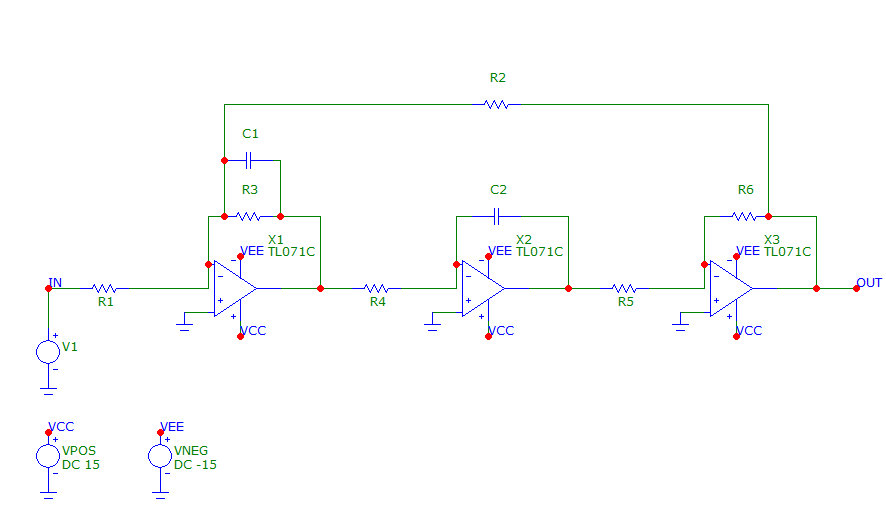 R2
C1
R3
C2
R6
X1
TL071C
X2
TL071C
X3
TL071C
VEE
VEE
VEE
IN
OUT
R1
R4
R5
VCC
VCC
VCC
V1
VCC
VEE
VPOS
DC 15
VNEG
DC -15